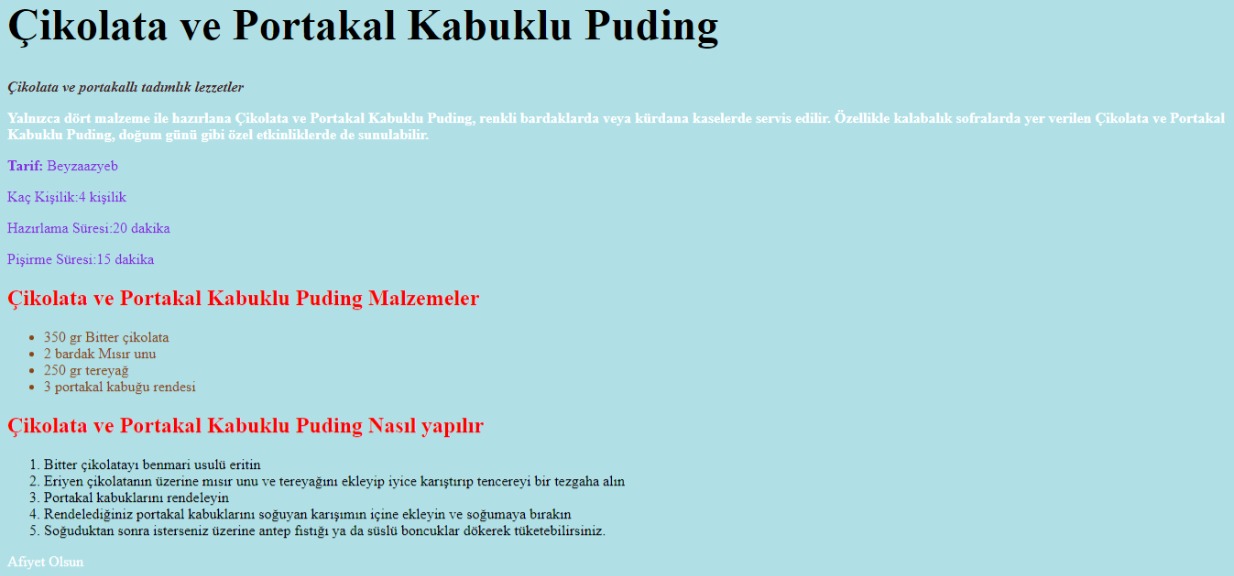 Çikolata ve Portakal Kabuklu Puding
Çikolata ve portakallı tadımlık lezzetler
Yalnızca dört malzeme ile hazırlana Çikolata ve Portakal Kabuklu Puding, renkli bardaklarda veya kürdana kaselerde servis edilir. Özellikle kalabalık sofralarda yer verilen Çikolata ve Portakal
Kabuklu Puding, doğum günü gibi özel etkinliklerde de sunulabilir.
Tarif: Beyzaazyeb
Kaç Kişilik:4 kişilik
Hazırlama Süresi:20 dakika
Pişirme Süresi:15 dakika
Çikolata ve Portakal Kabuklu Puding Malzemeler
• 350 gr Bitter çikolata
• 2 bardak Mısır unu
• 250 gr tereyağ
• 3 portakal kabuğu rendesi
Çikolata ve Portakal Kabuklu Puding Nasıl yapılır
1. Bitter çikolatayı benmari usulü eritin
2. Eriyen çikolatanın üzerine mısır unu ve tereyağını ekleyip iyice karıştırıp tencereyi bir tezgaha alın
3. Portakal kabuklarını rendeleyin
4. Rendelediğiniz portakal kabuklarını soğuyan karışımın içine ekleyin ve soğumaya bırakın
5. Soğuduktan sonra isterseniz üzerine antep fıstığı ya da süslü boncuklar dökerek tüketebilirsiniz.
Afiyet Olsun